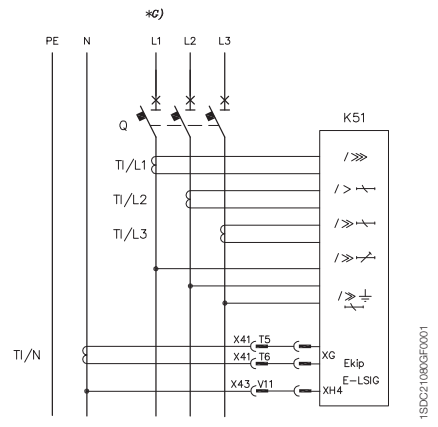 *G)
PE N L1 L2 L3
K51
Q
TI/L1
TI/L2
TI/L3
X41 T5
XG
X41 T6
TI/N
Ekip
E-LSIG
X43 V11
XH4
1SDC21080GF0001